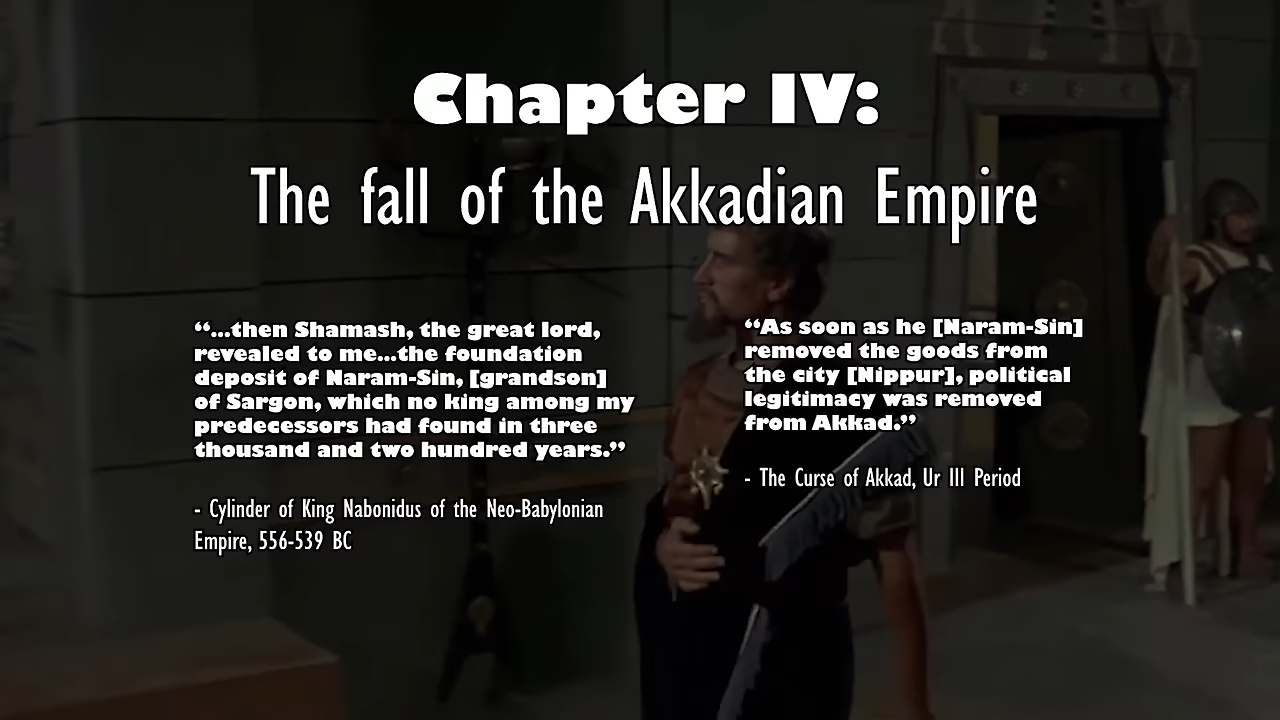 Chapter IV:
The fall of the Akkadian Empire
“...then Shamash, the great lord,
revealed to me...the foundation
deposit of Naram-Sin, [grandson]
of Sargon, which no king among my
predecessors had found in three
thousand and two hundred years.”
- Cylinder of King Nabonidus of the Neo-Babylonian
Empire, 556-539 BC
“As soon as he [Naram-Sin]
removed the goods from
the city [Nippur], political
legitimacy was removed
from Akkad.”
- The Curse of Akkad, Ur III Period